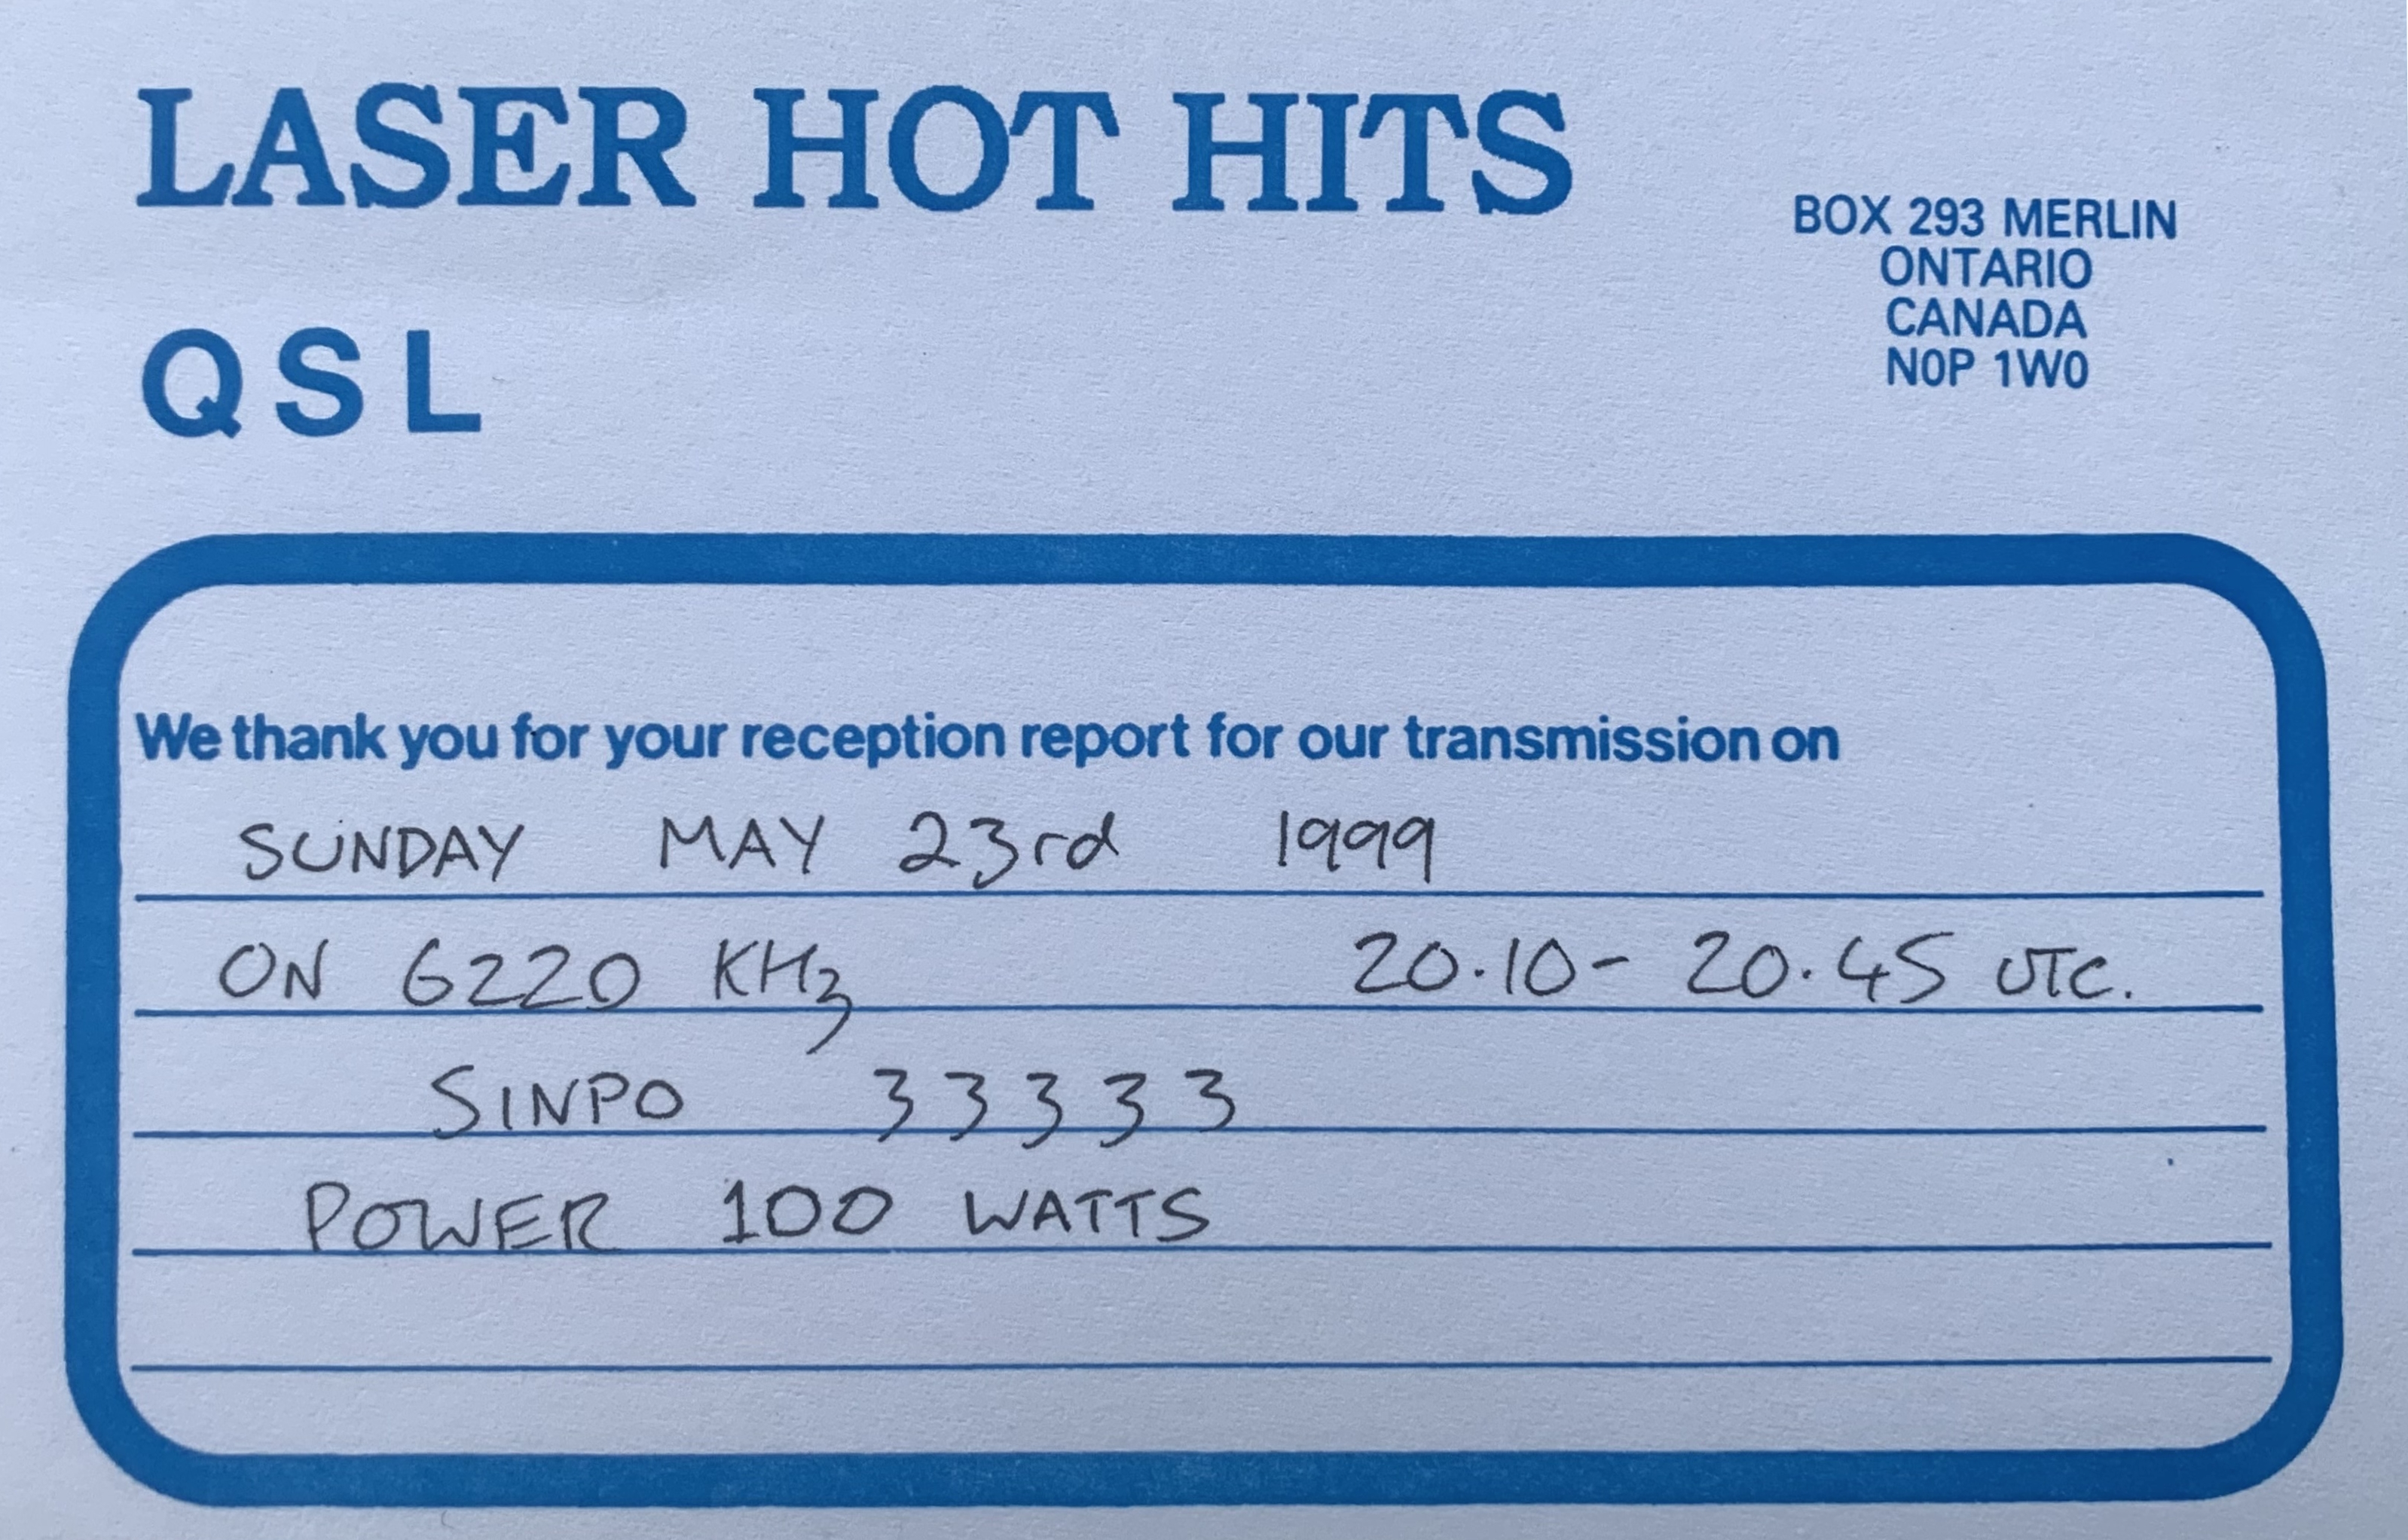 LASER HOT HITS
BOX 293 MERLIN
ONTARIO
CANADA
N0P 1W0
QSL
We thank you for your reception report for our transmission on
SUNDAY MAY 23rd 1999
ON 6220 KHz 20.10 - 20.45 UTC.
SINPO 33333
POWER 100 WATTS